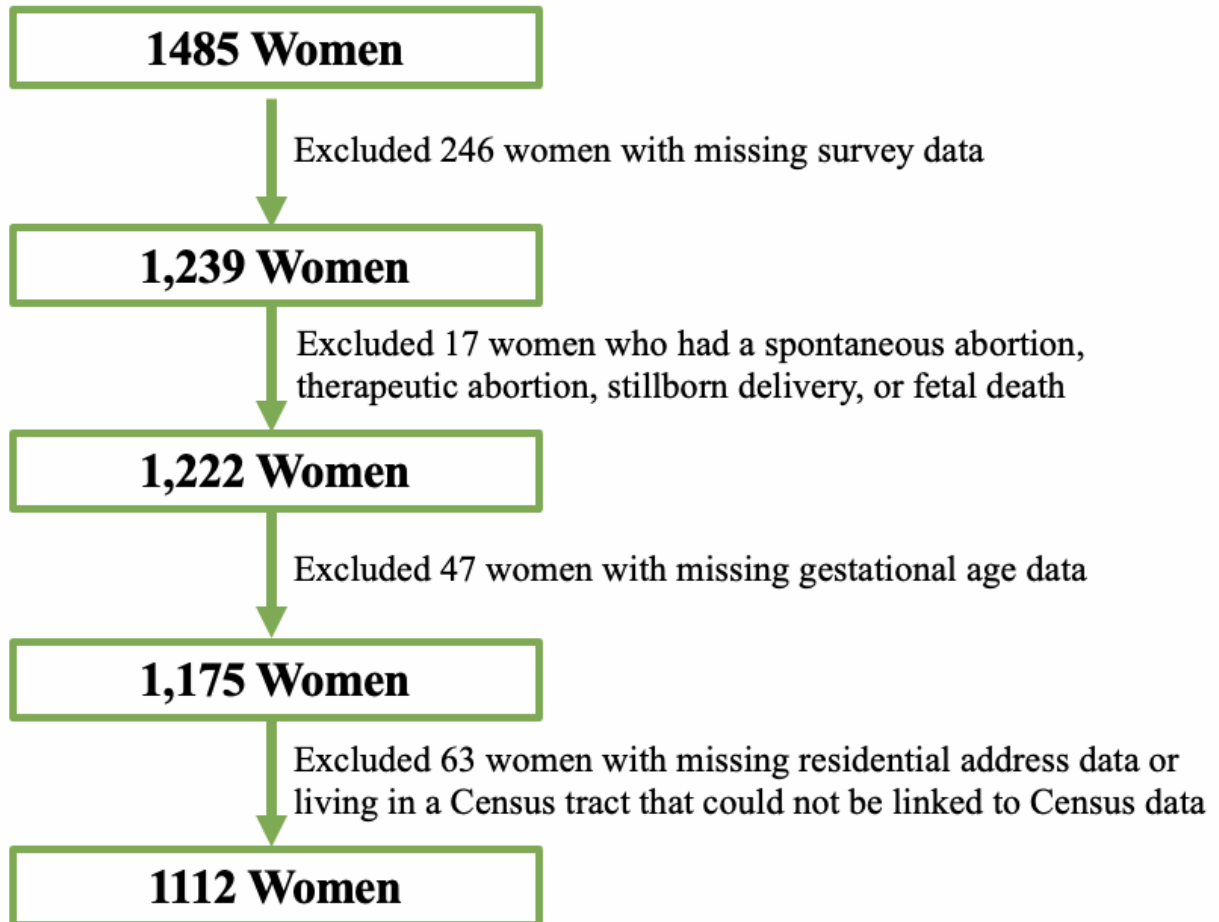 1485 Women
Excluded 246 women with missing survey data
1,239 Women
Excluded 17 women who had a spontaneous abortion,
therapeutic abortion, stillborn delivery, or fetal death
1,222 Women
Excluded 47 women with missing gestational age data
1,175 Women
Excluded 63 women with missing residential address data or
living in a Census tract that could not be linked to Census data
1112 Women